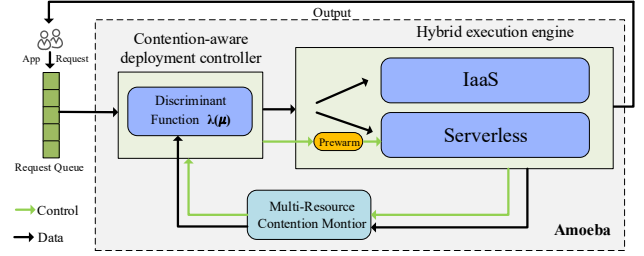 Output
App
Request
Request Queue
Contention-aware
deployment controller
Discriminant
Function λ(μ)
Hybrid execution engine
IaaS
Serverless
Prewarm
Multi-Resource
Contention Montior
Control
Data
Amoeba